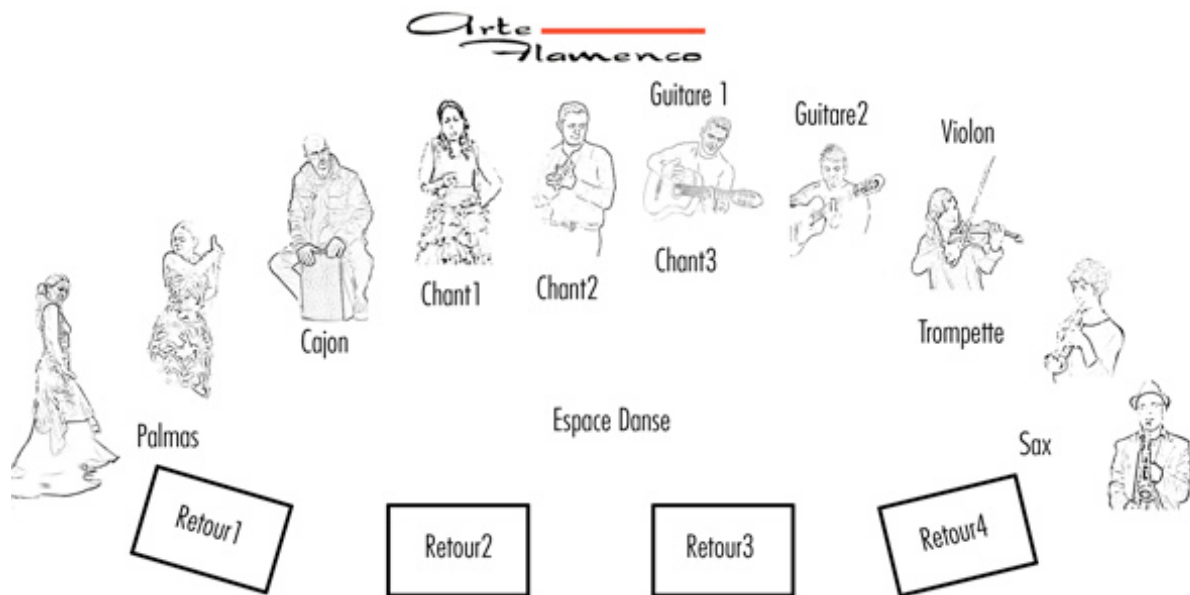 Arte
Flamenco
Guitare 1
Guitare2
Violon
Chant1
Chant2
Chant3
Cajon
Trompette
Palmas
Espace Danse
Sax
Retour1
Retour2
Retour3
Retour4